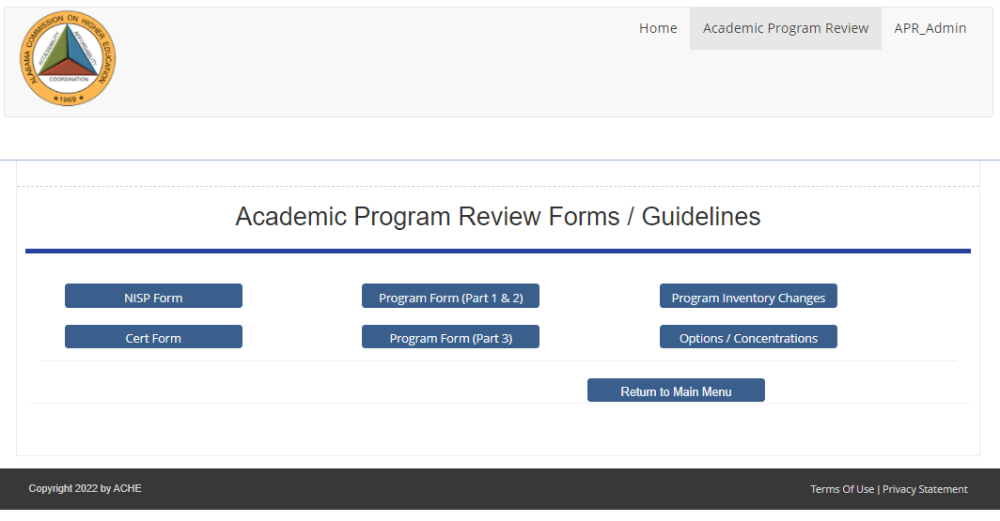 ALABAMA COMMISSION ON HIGHER EDUCATION
ACCESSIBILITY
AFFORDABILITY
COORDINATION
★ 1969 ★
Home Academic Program Review APR_Admin
Academic Program Review Forms / Guidelines
NISP Form Program Form (Part 1 & 2) Program Inventory Changes
Cert Form Program Form (Part 3) Options / Concentrations
Return to Main Menu
Copyright 2022 by ACHE Terms Of Use | Privacy Statement